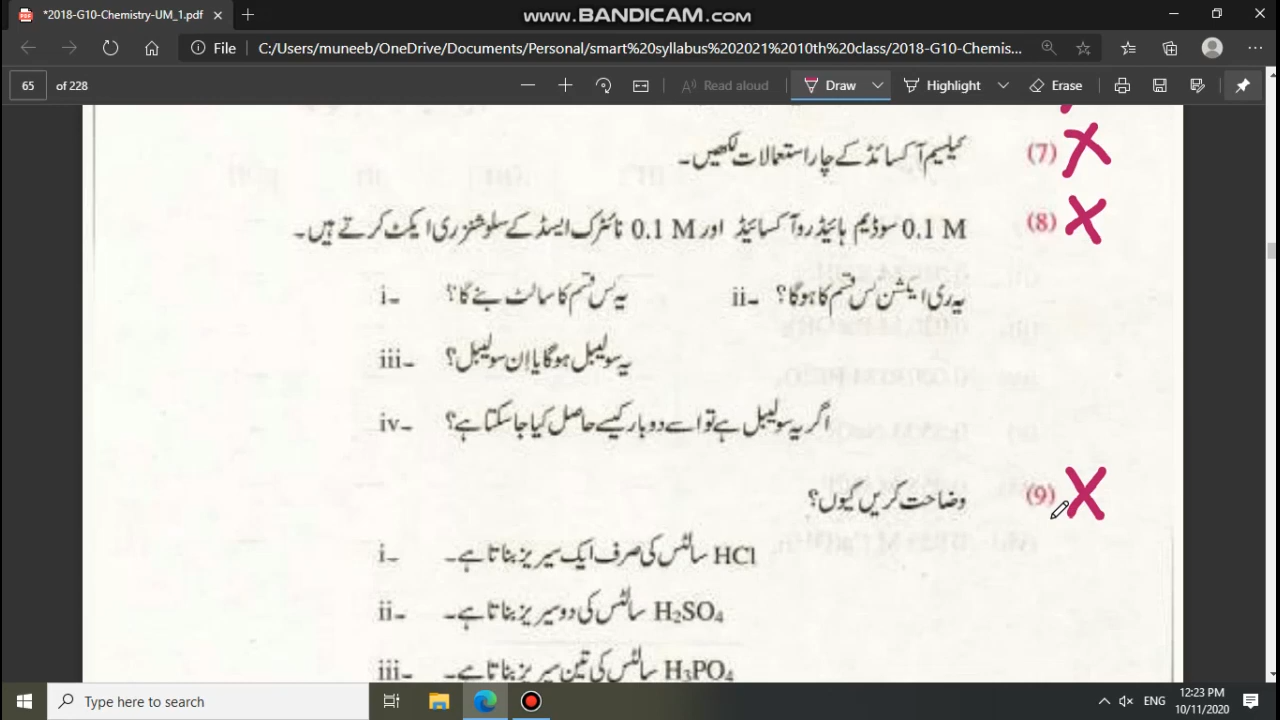 *2018-G10-Chemistry-UM_1.pdf
www.BANDICAM.com
File C:/Users/muneeb/OneDrive/Documents/Personal/smart%20syllabus%202021%2010th%20class/2018-G10-Chemis...
65 of 228 Read aloud Draw Highlight Erase
(7) کیلسیم آکسائڈ کے چار استعمالات لکھیں۔
(8) 0.1 M سوڈیم ہائیڈروآکسائیڈ اور 0.1 M نائٹرک ایسڈ کے سلوشنز ری ایکٹ کرتے ہیں۔
i۔ یہ کس قسم کا سالٹ بنے گا؟ ii۔ یہ ری ایکشن کس قسم کا ہوگا؟
iii۔ یہ سولیبل ہوگا یا اِن سولیبل؟
iv۔ اگر یہ سولیبل ہے تو اسے دوبارہ کیسے حاصل کیا جا سکتا ہے؟
(9) وضاحت کریں کیوں؟
i۔ HCl سالٹس کی صرف ایک سیریز بناتا ہے۔
ii۔ H₂SO₄ سالٹس کی دو سیریز بناتا ہے۔
iii۔ H₃PO₄ سالٹس کی تین سیریز بناتا ہے۔
Type here to search
ENG
12:23 PM
10/11/2020